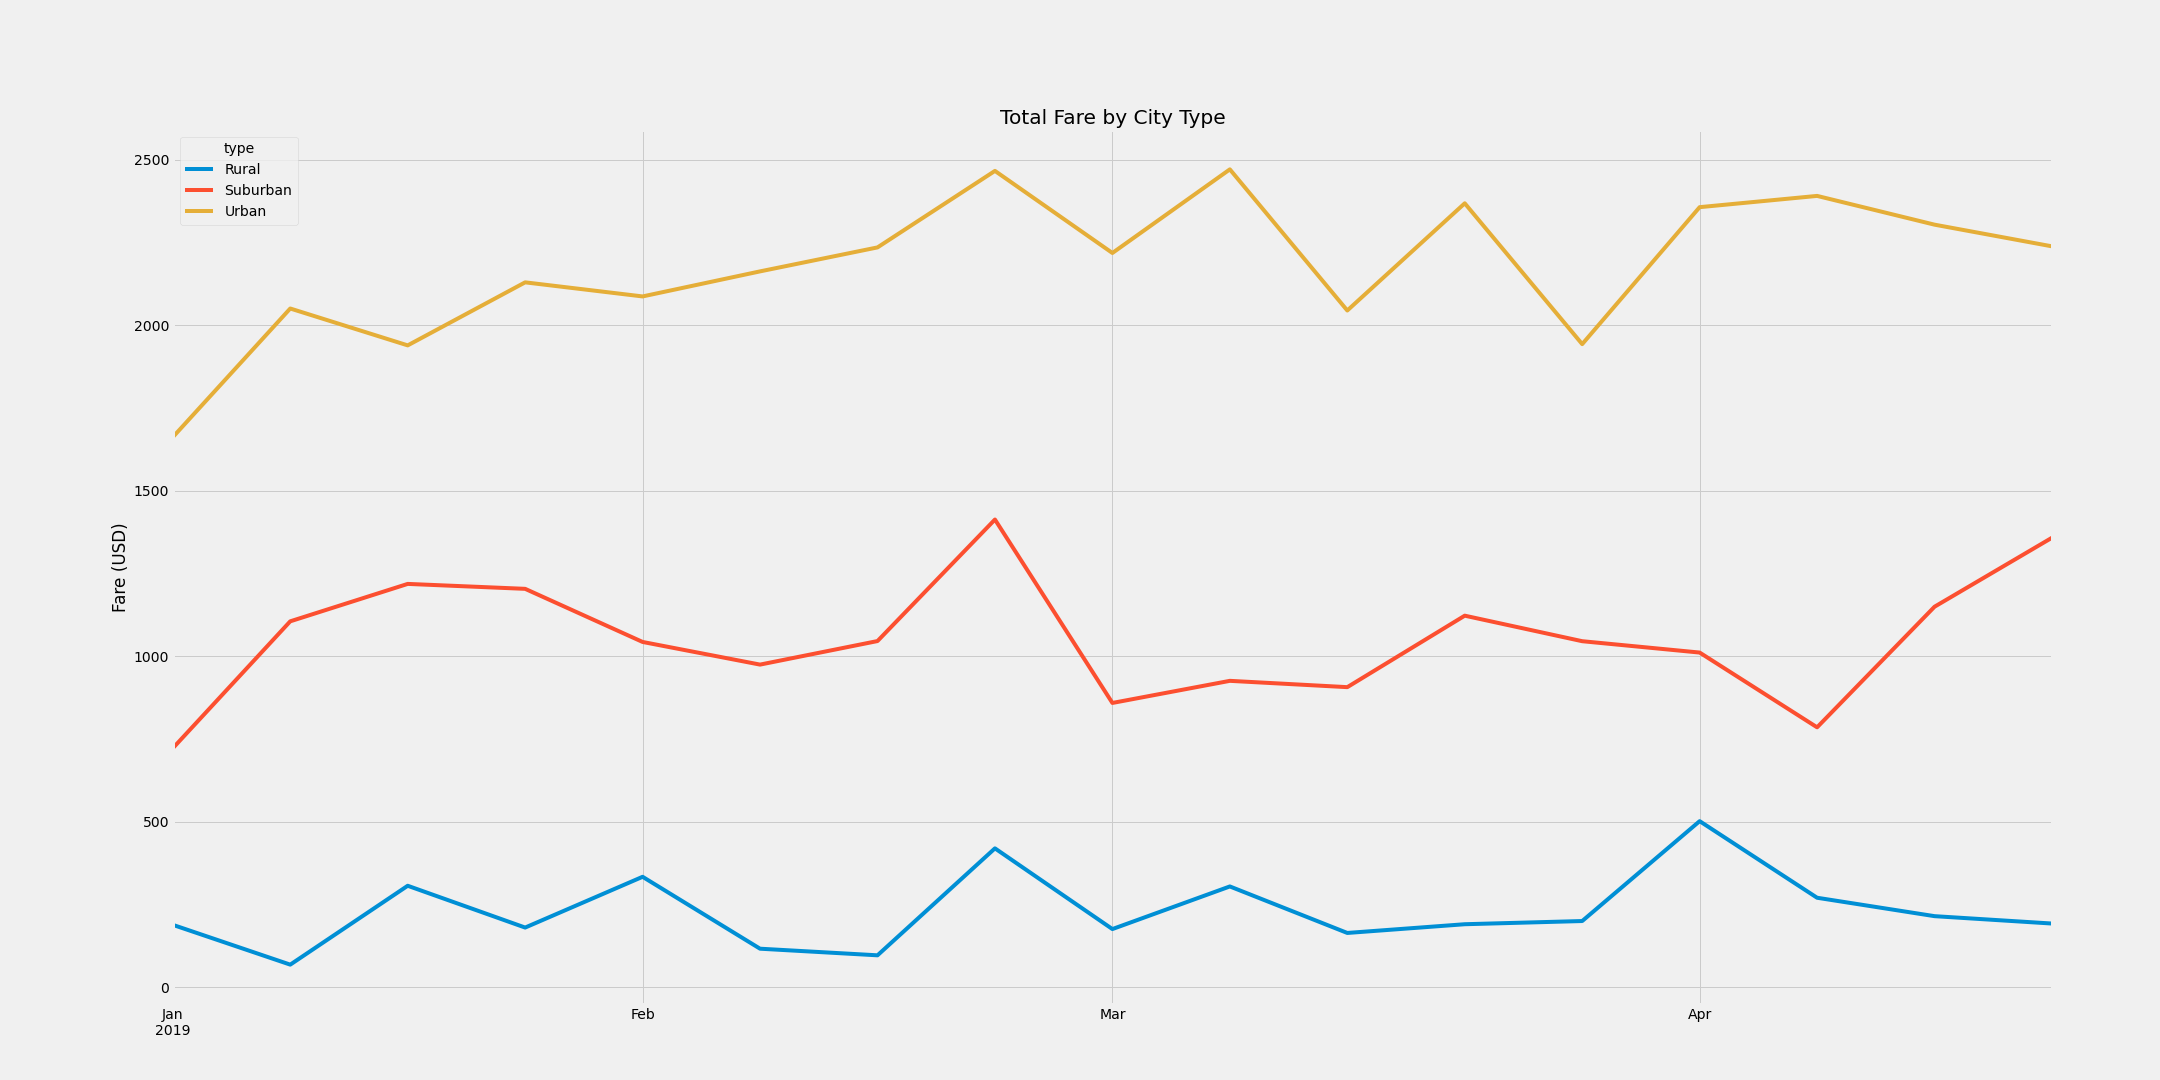 Total Fare by City Type
type
Rural
Suburban
Urban
Fare (USD)
2500
2000
1500
1000
500
0
Jan
2019
Feb
Mar
Apr